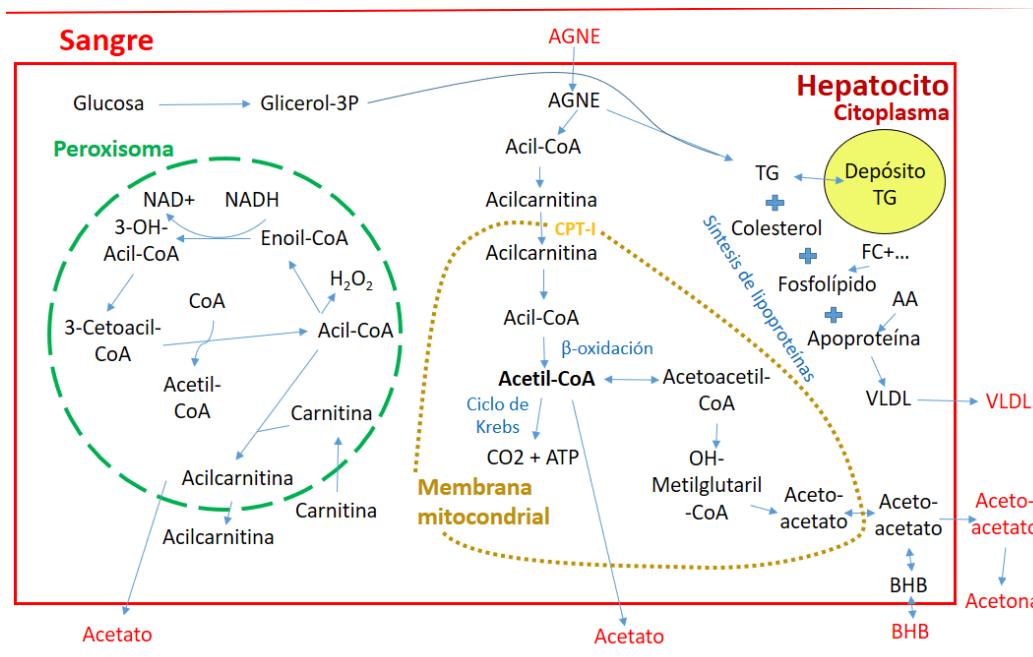 Sangre
AGNE
Hepatocito
Citoplasma
Glucosa
Glicerol-3P
AGNE
Peroxisoma
Acil-CoA
TG
Depósito
TG
NAD+
NADH
Acilcarnitina
Colesterol
3-OH-
Acil-CoA
Enoil-CoA
CPT-I
Acilcarnitina
Síntesis de lipoproteínas
FC+...
H2O2
Fosfolípido
CoA
AA
3-Cetoacil-
CoA
Acil-CoA
Acil-CoA
Apoproteína
β-oxidación
Acetil-
CoA
Acetil-CoA
Acetoacetil-
CoA
VLDL
VLDL
Carnitina
Ciclo de
Krebs
CO2 + ATP
OH-
Metilglutaril
-CoA
Acilcarnitina
Membrana
mitocondrial
Carnitina
Aceto-
acetato
Aceto-
acetato
Aceto-
acetato
Acilcarnitina
BHB
Acetona
Acetato
Acetato
BHB